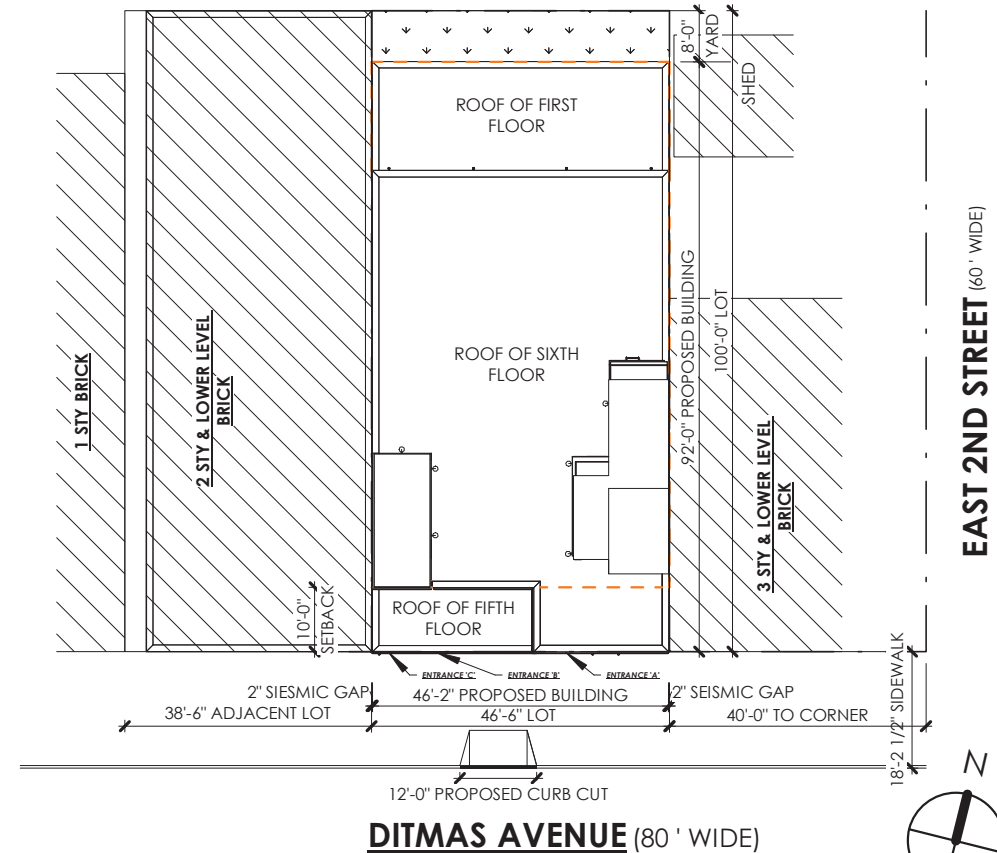 8'-0"
YARD
SHED
ROOF OF FIRST
FLOOR
EAST 2ND STREET (60 ' WIDE)
92'-0" PROPOSED BUILDING
100'-0" LOT
1 STY BRICK
2 STY & LOWER LEVEL
BRICK
ROOF OF SIXTH
FLOOR
3 STY & LOWER LEVEL
BRICK
10'-0"
SETBACK
ROOF OF FIFTH
FLOOR
ENTRANCE 'C'
ENTRANCE 'B'
ENTRANCE 'A'
2" SIESMIC GAP
46'-2" PROPOSED BUILDING
2" SEISMIC GAP
38'-6" ADJACENT LOT
46'-6" LOT
40'-0" TO CORNER
18'-2 1/2" SIDEWALK
12'-0" PROPOSED CURB CUT
N
DITMAS AVENUE (80 ' WIDE)